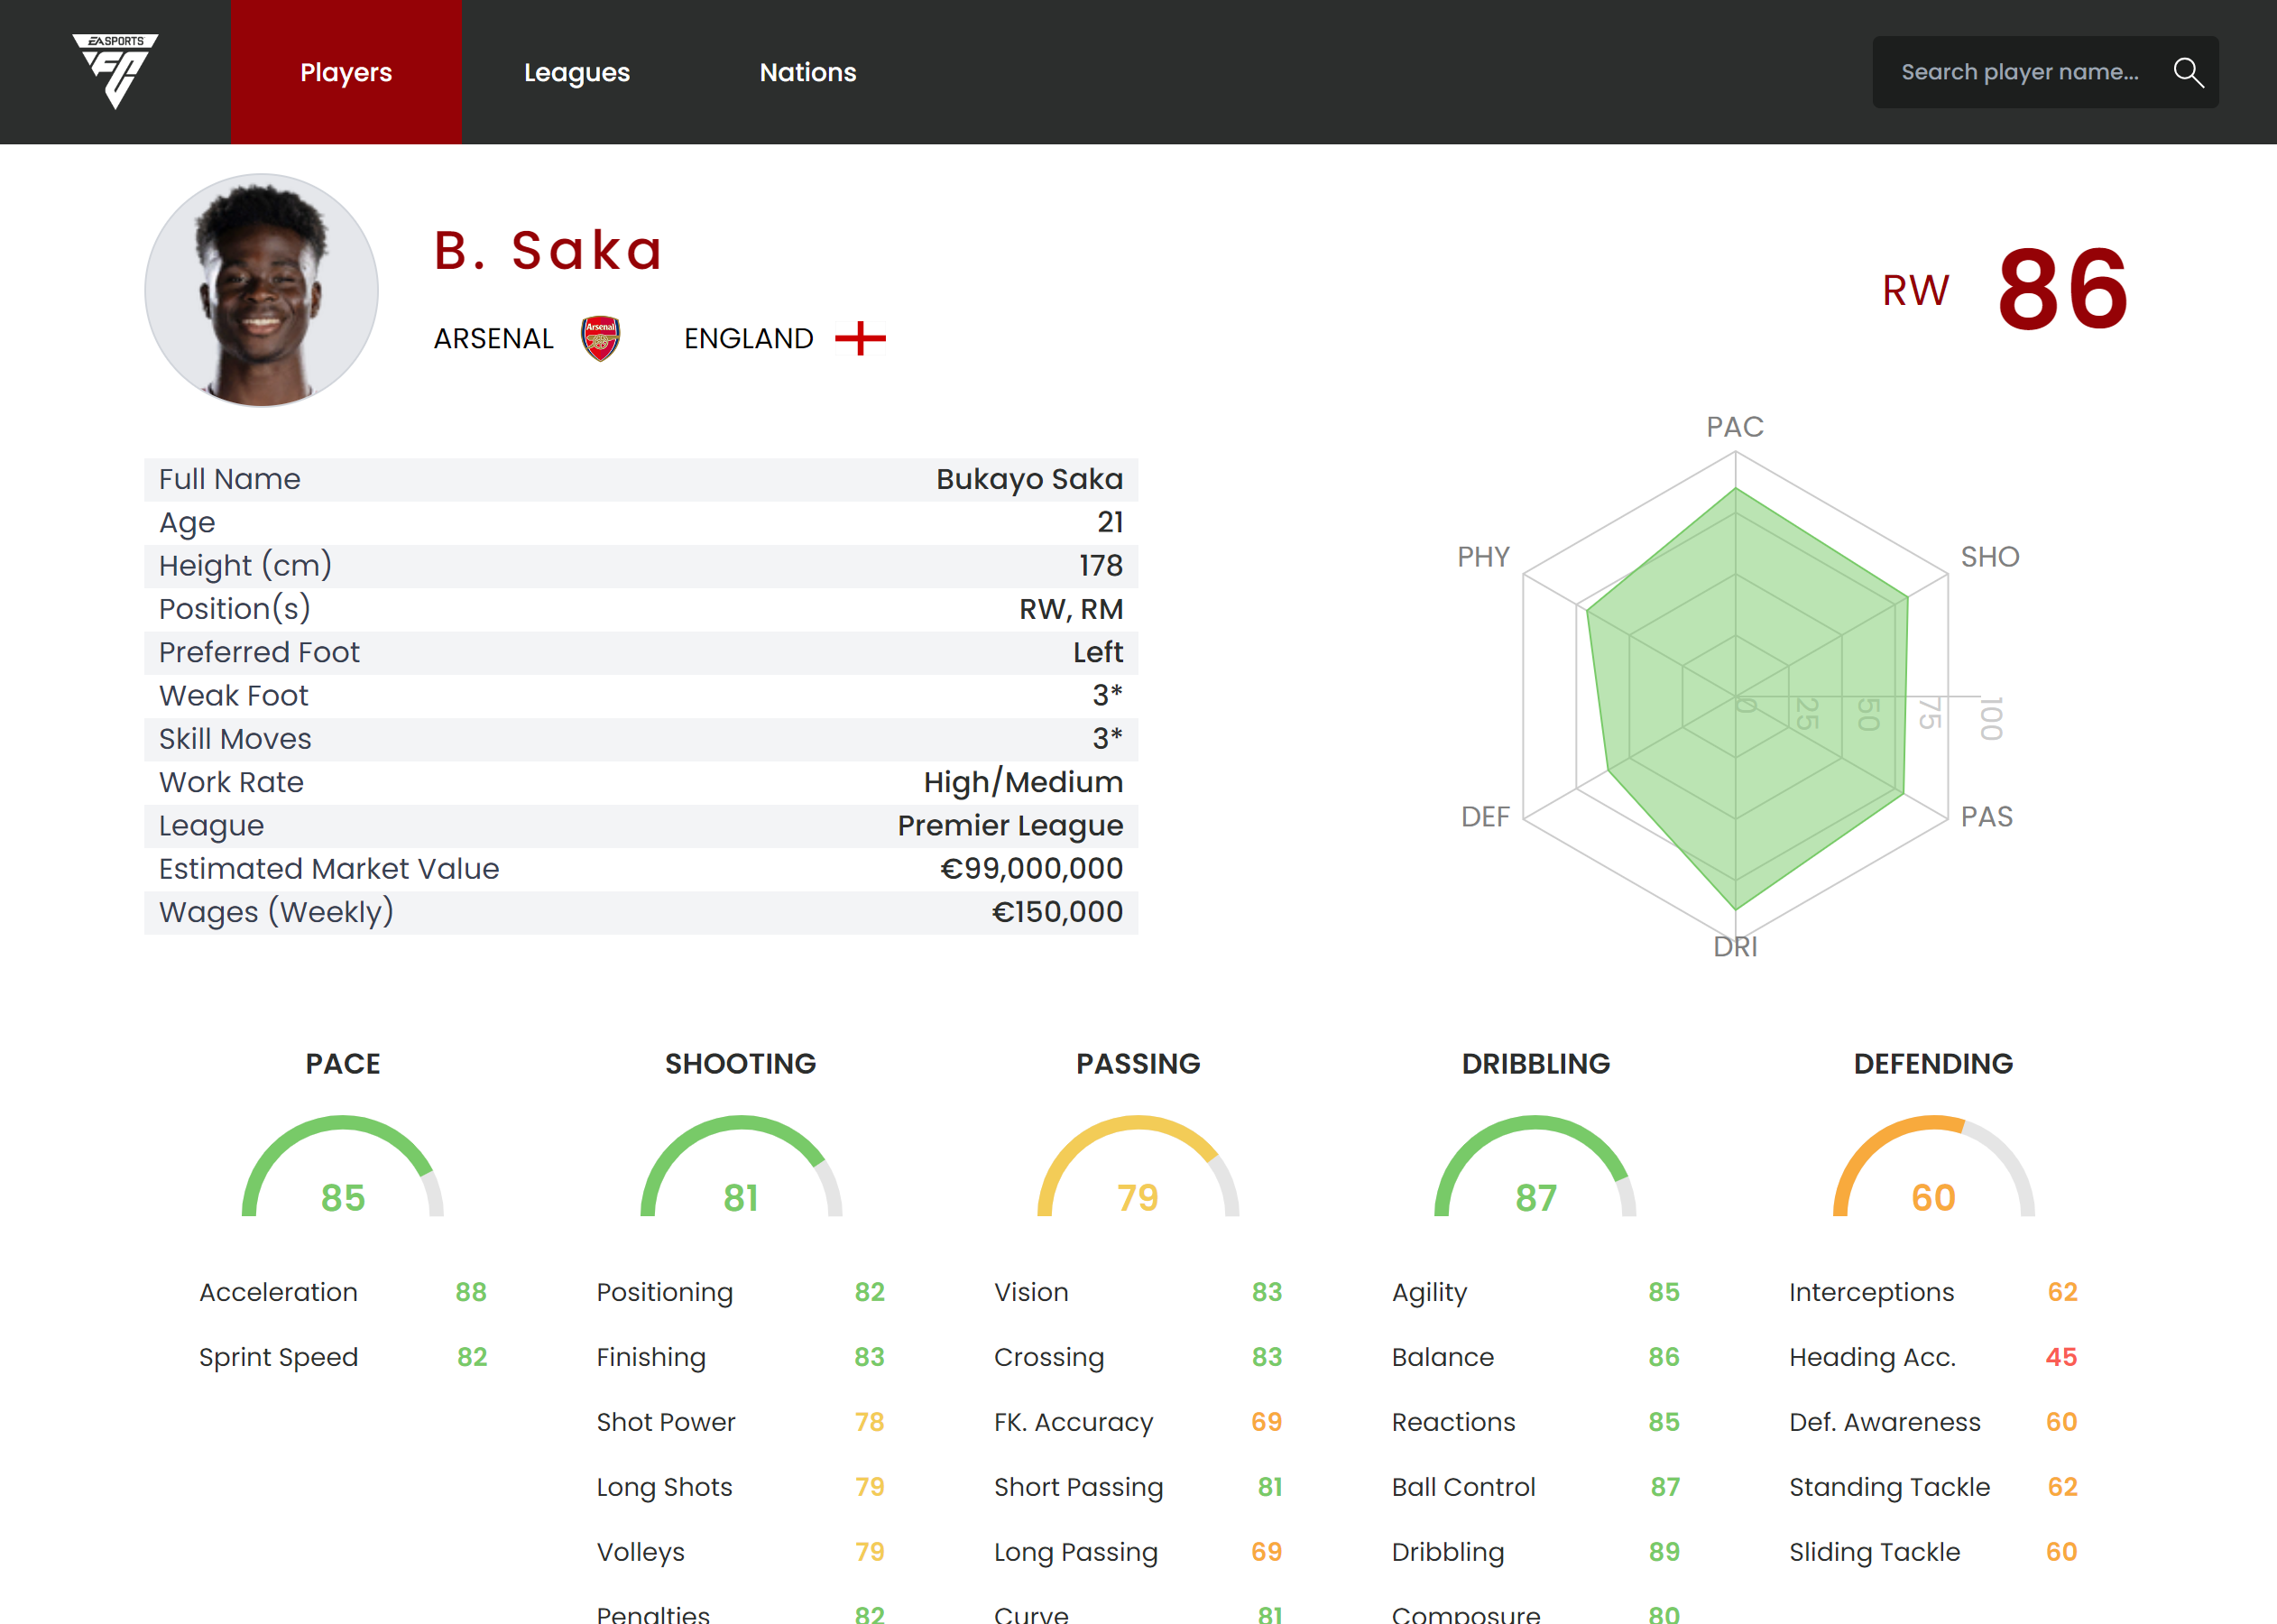 EA SPORTS
FC
Players Leagues Nations Search player name...
B. Saka
ARSENAL Arsenal ENGLAND
RW 86
Full Name Bukayo Saka
Age 21
Height (cm) 178
Position(s) RW, RM
Preferred Foot Left
Weak Foot 3*
Skill Moves 3*
Work Rate High/Medium
League Premier League
Estimated Market Value €99,000,000
Wages (Weekly) €150,000
PAC
PHY SHO
0 25 50 75 100
DEF PAS
DRI
PACE SHOOTING PASSING DRIBBLING DEFENDING
85 81 79 87 60
Acceleration 88 Positioning 82 Vision 83 Agility 85 Interceptions 62
Sprint Speed 82 Finishing 83 Crossing 83 Balance 86 Heading Acc. 45
Shot Power 78 FK. Accuracy 69 Reactions 85 Def. Awareness 60
Long Shots 79 Short Passing 81 Ball Control 87 Standing Tackle 62
Volleys 79 Long Passing 69 Dribbling 89 Sliding Tackle 60
Penalties 82 Curve 81 Composure 80